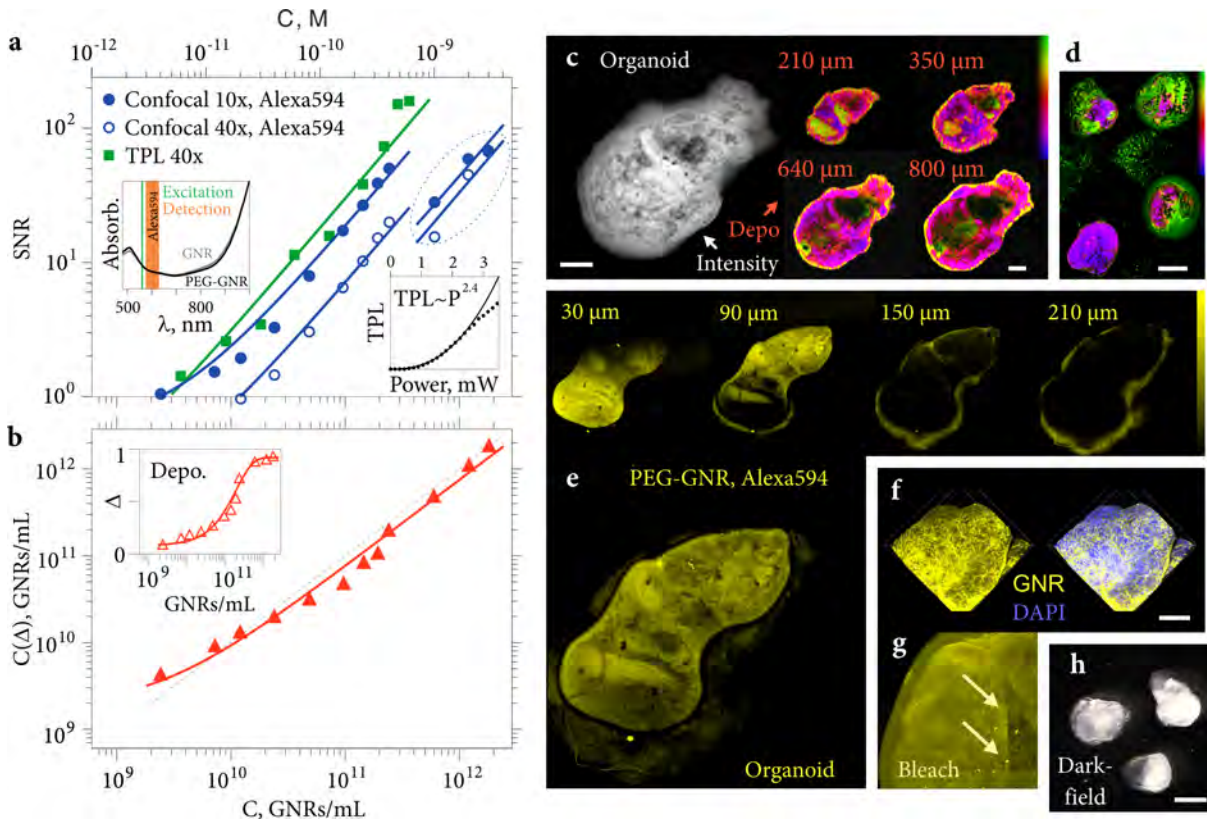 C, M
a
10^-12 10^-11 10^-10 10^-9
Confocal 10x, Alexa594
Confocal 40x, Alexa594
TPL 40x
SNR
10^2
10^1
10^0
Absorb.
Alexa594
Excitation
Detection
GNR
PEG-GNR
500 800
λ, nm
0 1 2 3
TPL~P^2.4
TPL
Power, mW
b
C(Δ), GNRs/mL
10^12
10^11
10^10
10^9
Depo.
Δ
1
0
10^9 10^11
GNRs/mL
10^9 10^10 10^11 10^12
C, GNRs/mL
c
Organoid
210 µm 350 µm
640 µm 800 µm
Depo
Intensity
d
30 µm 90 µm 150 µm 210 µm
PEG-GNR, Alexa594
e
Organoid
f
GNR
DAPI
g
Bleach
h
Dark-
field